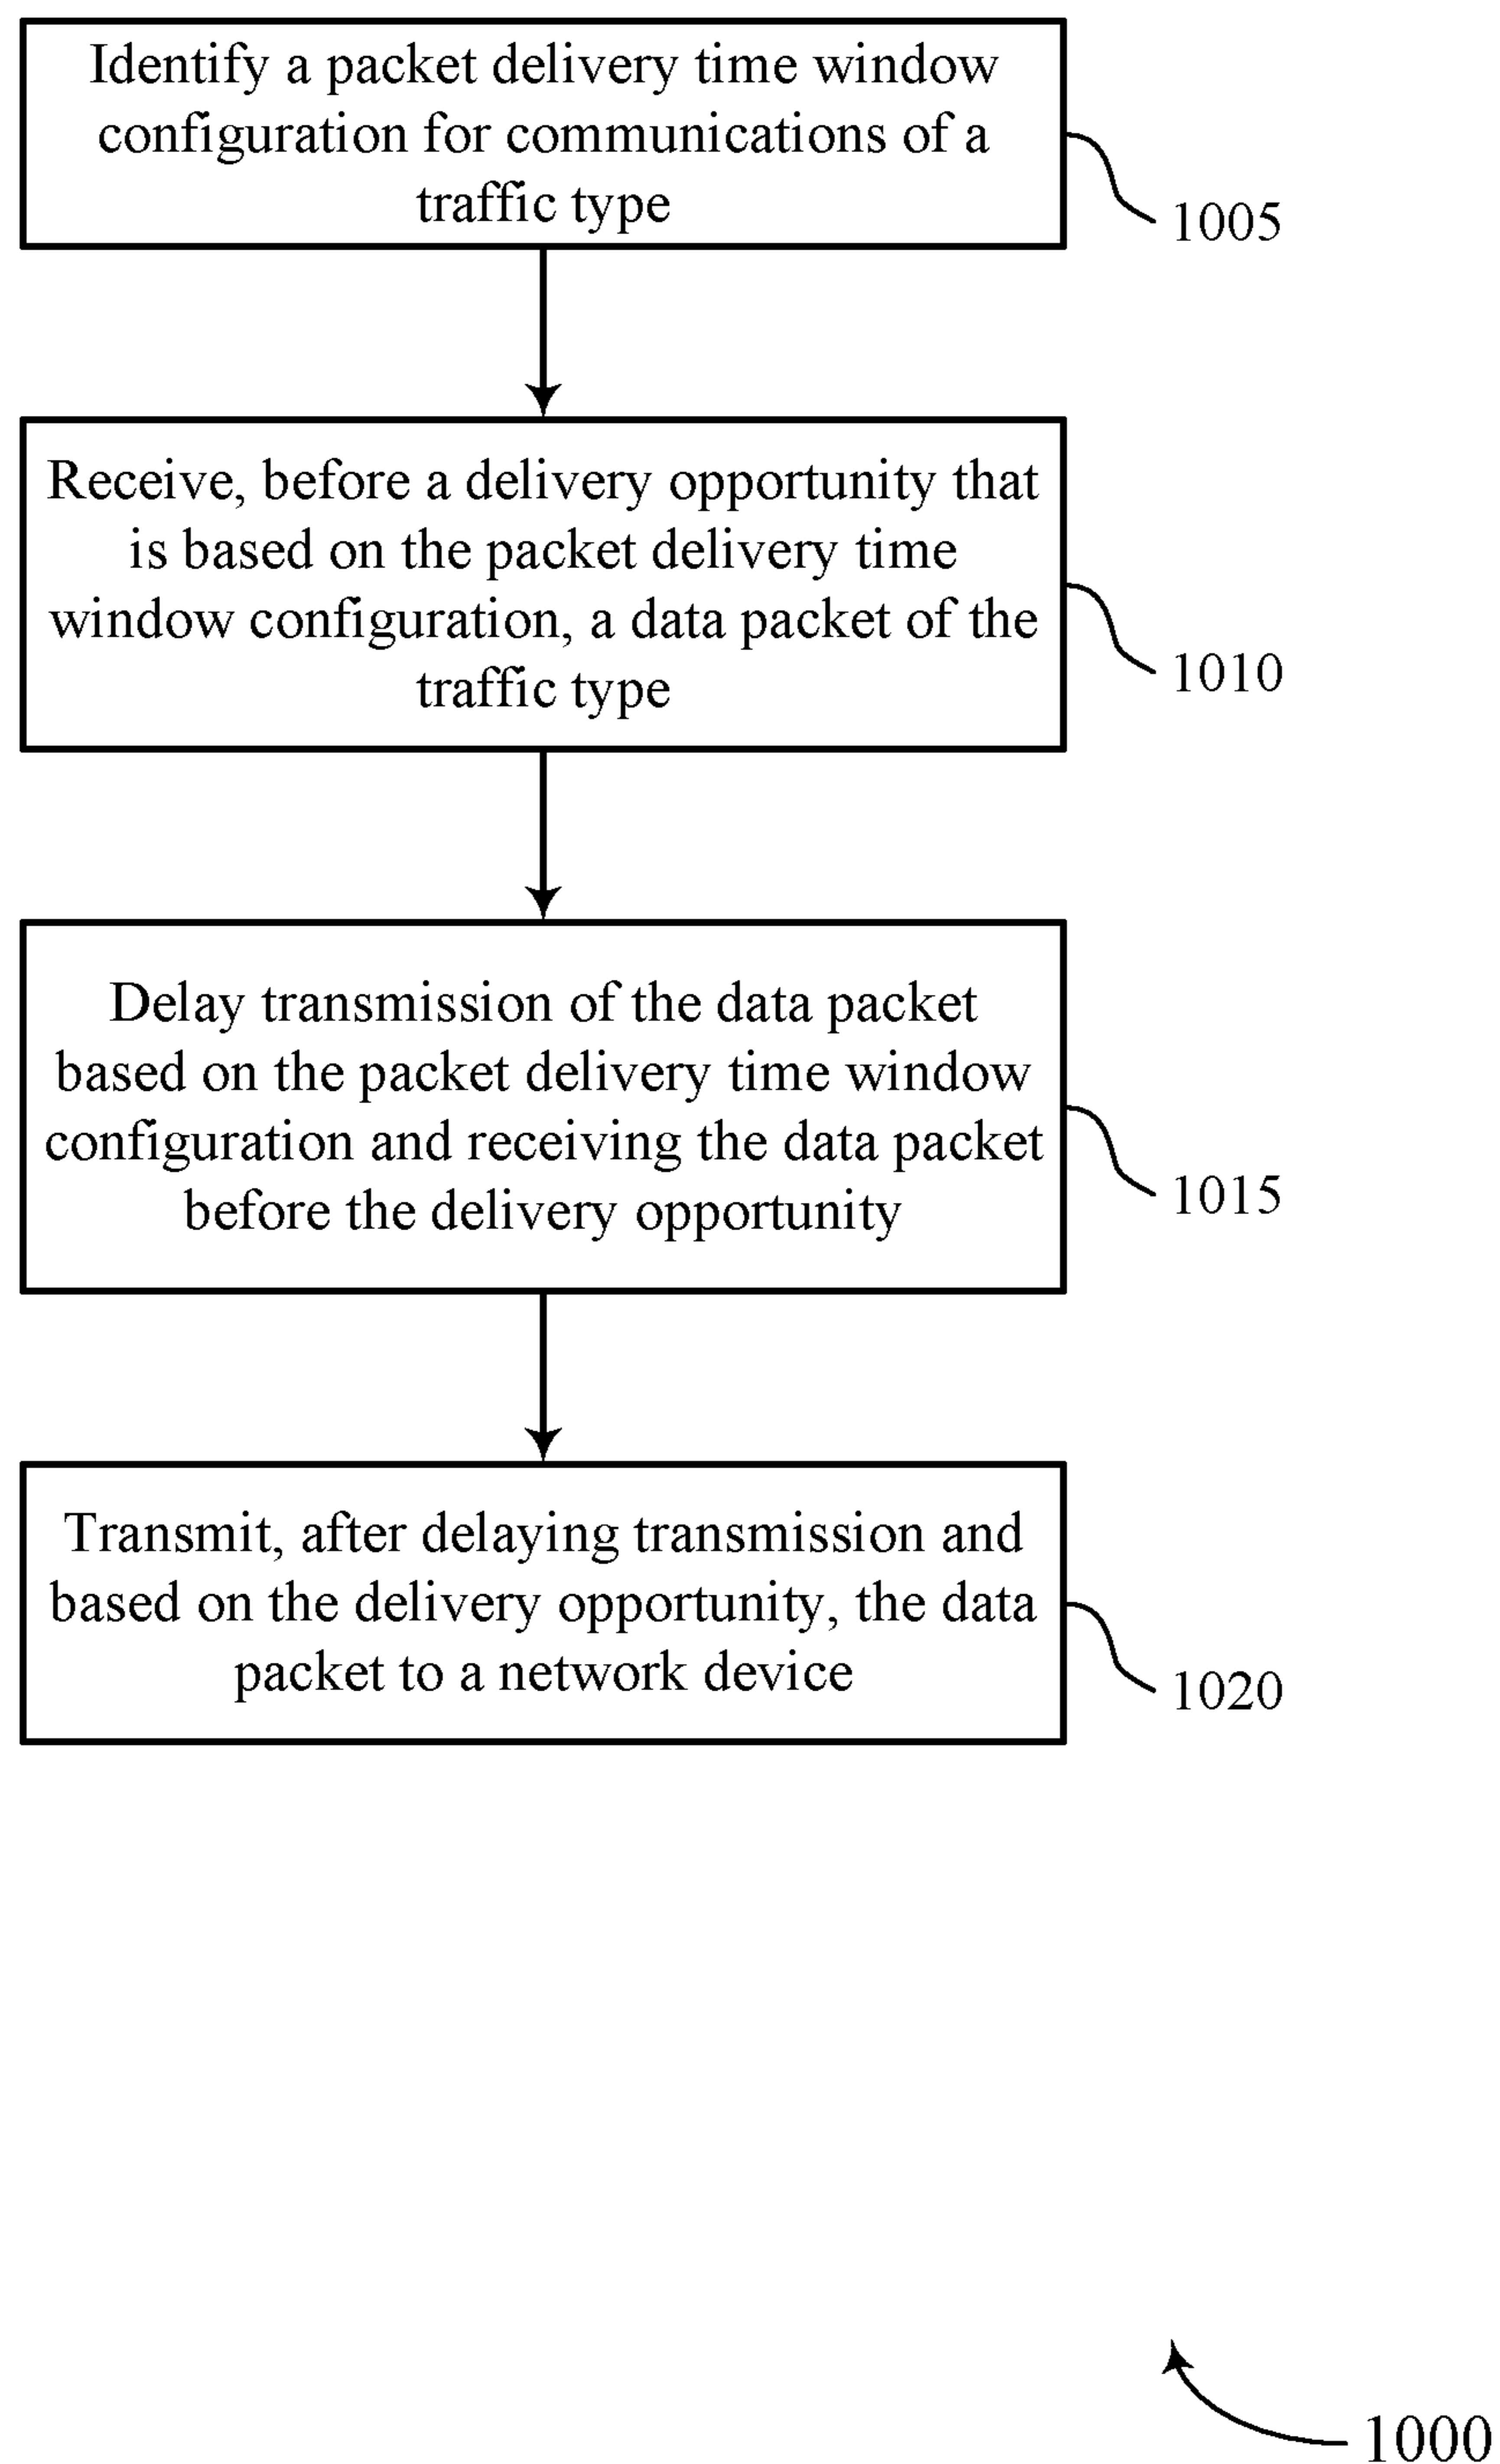 Identify a packet delivery time window
configuration for communications of a
traffic type
1005
Receive, before a delivery opportunity that
is based on the packet delivery time
window configuration, a data packet of the
traffic type
1010
Delay transmission of the data packet
based on the packet delivery time window
configuration and receiving the data packet
before the delivery opportunity
1015
Transmit, after delaying transmission and
based on the delivery opportunity, the data
packet to a network device
1020
1000